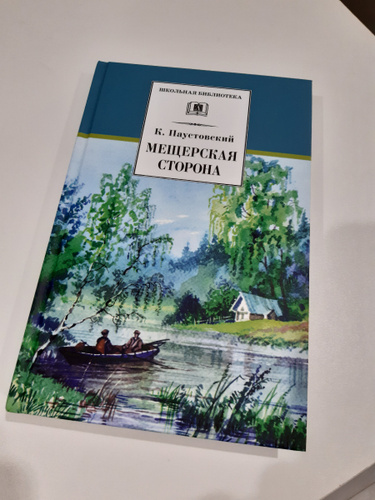 ШКОЛЬНАЯ БИБЛИОТЕКА
К. Паустовский
МЕЩЕРСКАЯ
СТОРОНА